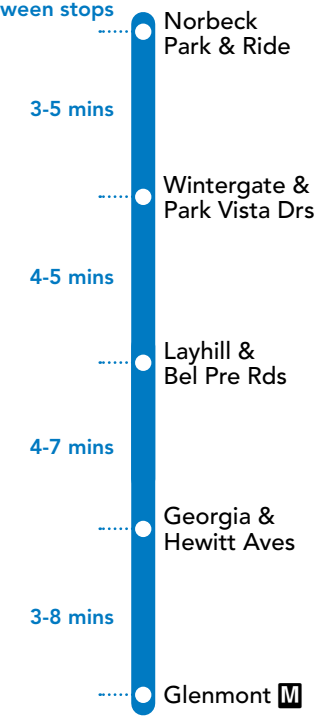 ween stops
Norbeck
Park & Ride
3-5 mins
Wintergate &
Park Vista Drs
4-5 mins
Layhill &
Bel Pre Rds
4-7 mins
Georgia &
Hewitt Aves
3-8 mins
Glenmont M